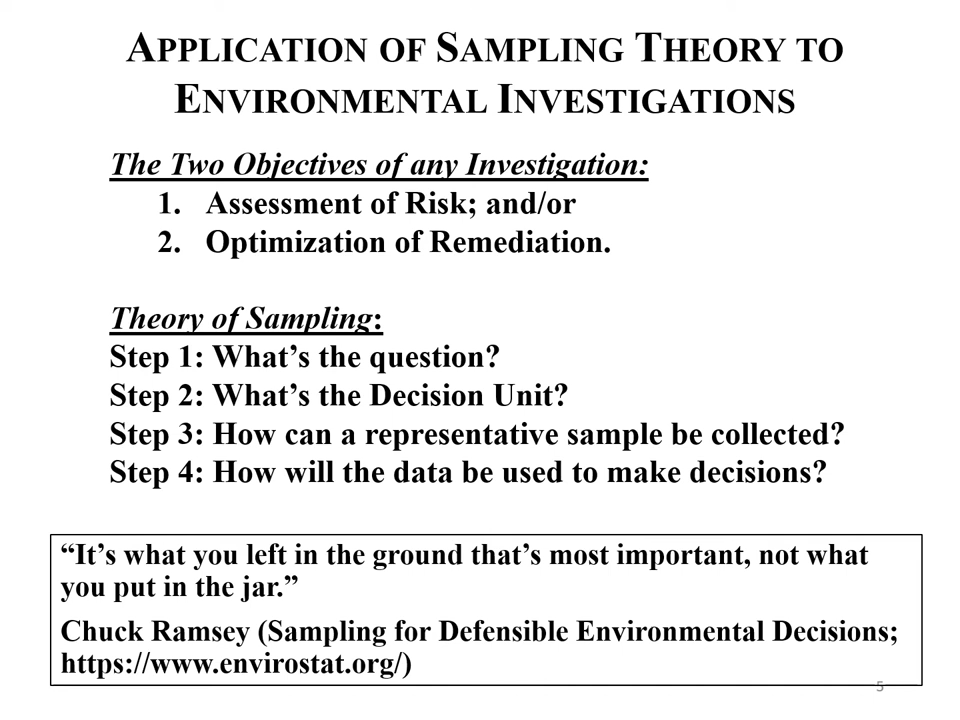 Application of Sampling Theory to
Environmental Investigations
The Two Objectives of any Investigation:
1. Assessment of Risk; and/or
2. Optimization of Remediation.
Theory of Sampling:
Step 1: What’s the question?
Step 2: What’s the Decision Unit?
Step 3: How can a representative sample be collected?
Step 4: How will the data be used to make decisions?
“It’s what you left in the ground that’s most important, not what
you put in the jar.”
Chuck Ramsey (Sampling for Defensible Environmental Decisions;
https://www.envirostat.org/)
5